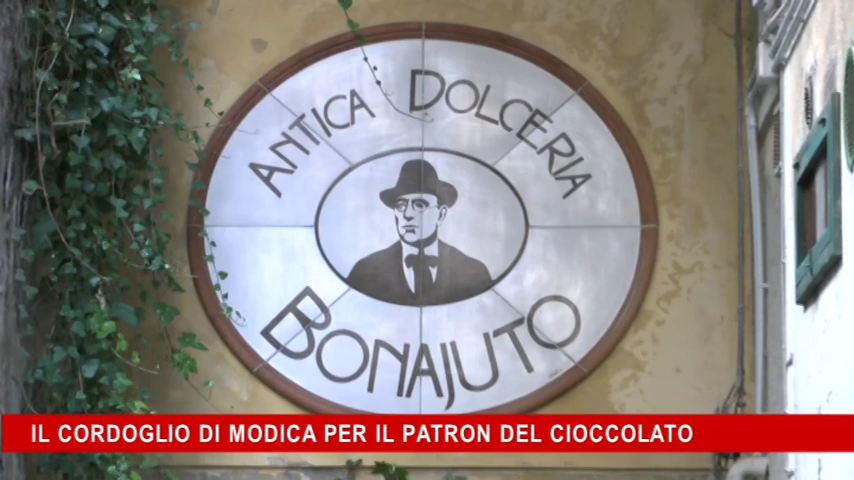 ANTICA DOLCERIA
BONAJUTO
IL CORDOGLIO DI MODICA PER IL PATRON DEL CIOCCOLATO